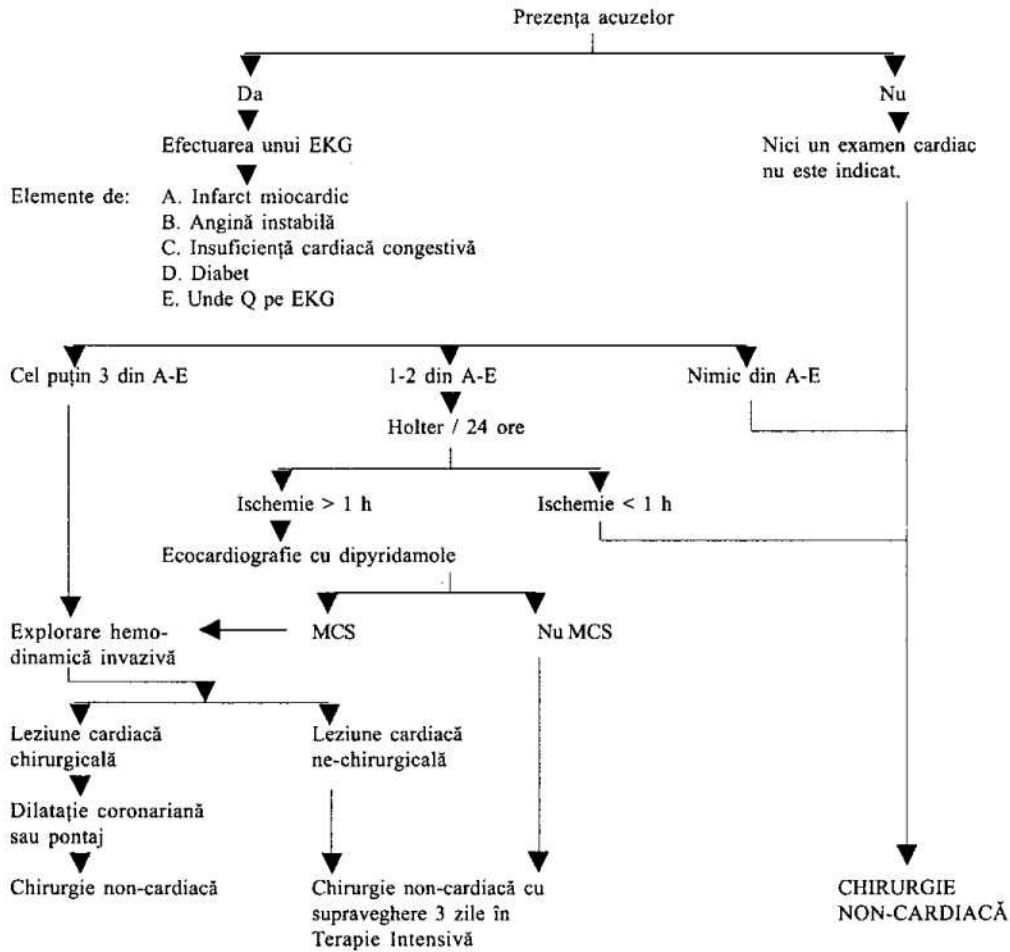 Prezența acuzelor
Da
Nu
Efectuarea unui EKG
Nici un examen cardiac
nu este indicat.
Elemente de:
A. Infarct miocardic
B. Angină instabilă
C. Insuficiență cardiacă congestivă
D. Diabet
E. Unde Q pe EKG
Cel puțin 3 din A-E
1-2 din A-E
Nimic din A-E
Holter / 24 ore
Ischemie > 1 h
Ischemie < 1 h
Ecocardiografie cu dipyridamole
Explorare hemo-
dinamică invazivă
MCS
Nu MCS
Leziune cardiacă
chirurgicală
Leziune cardiacă
ne-chirurgicală
Dilatație coronariană
sau pontaj
Chirurgie non-cardiacă
Chirurgie non-cardiacă cu
supraveghere 3 zile în
Terapie Intensivă
CHIRURGIE
NON-CARDIACĂ